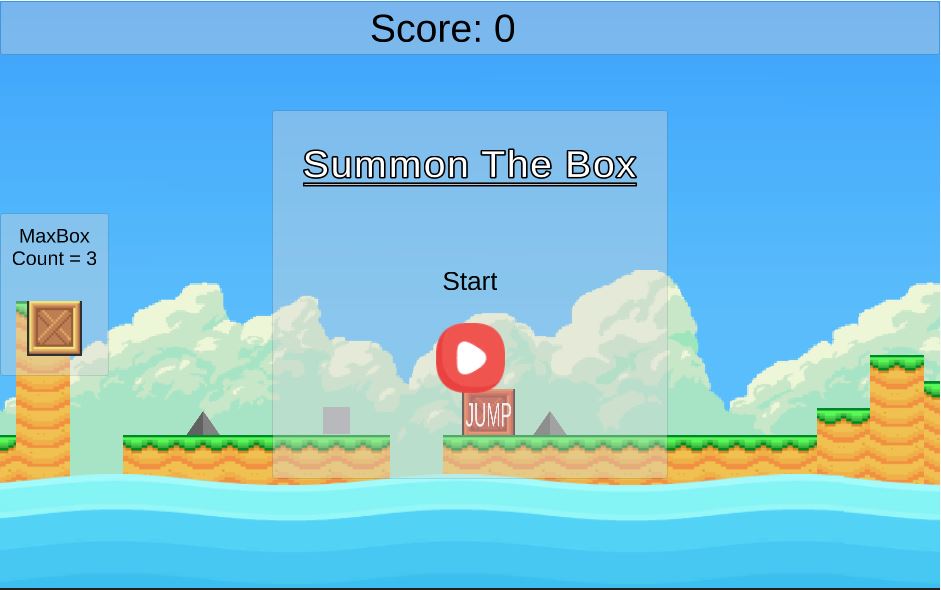 Score: 0
Summon The Box
MaxBox
Count = 3
Start
JUMP